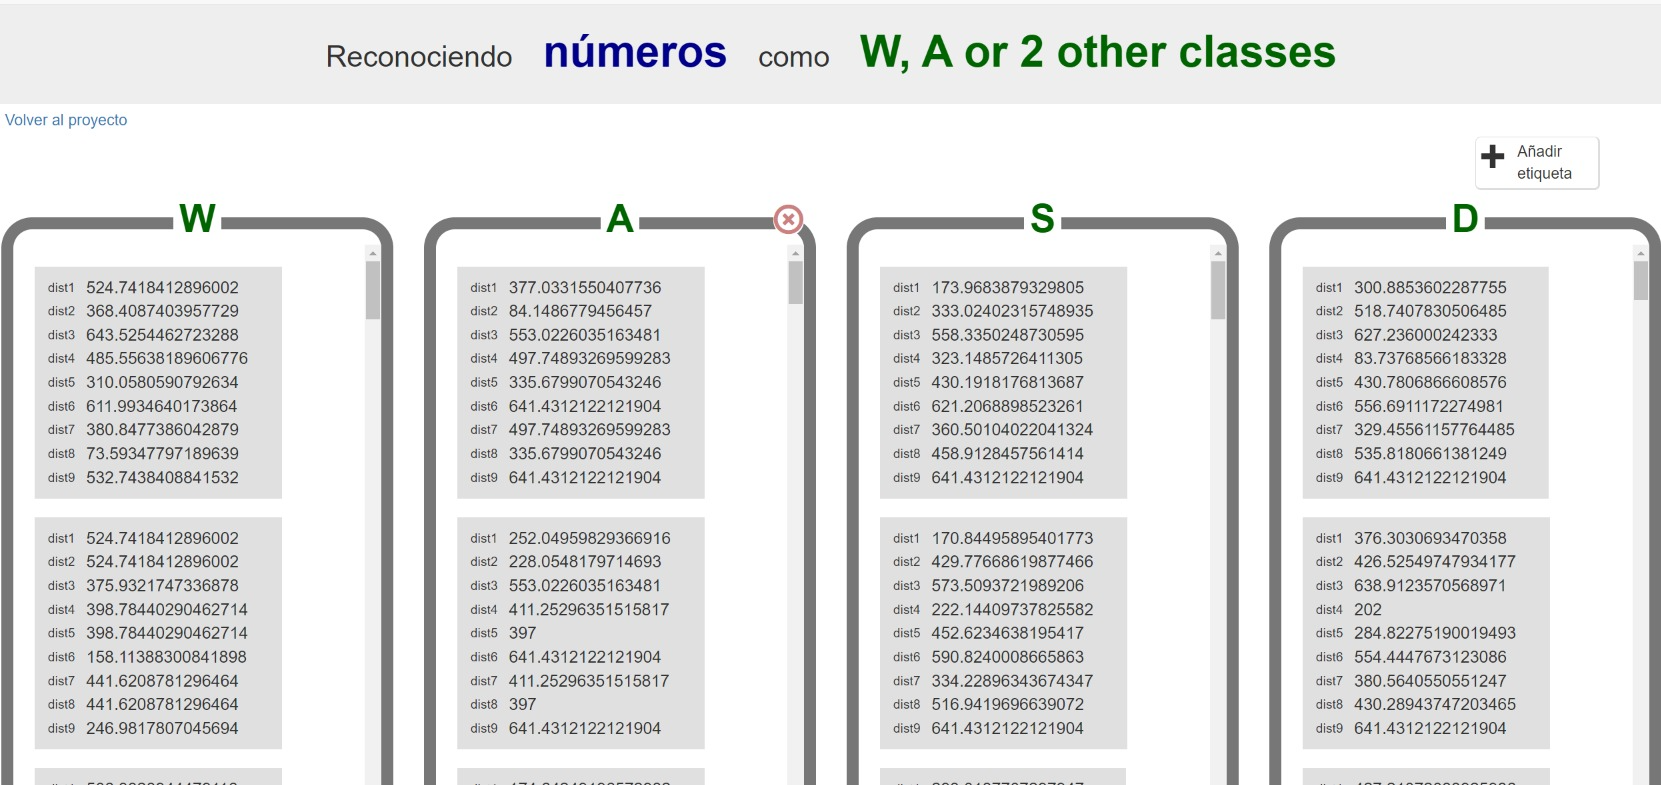 Reconociendo números como W, A or 2 other classes
Volver al proyecto
Añadir
etiqueta
W
dist1 524.7418412896002
dist2 368.4087403957729
dist3 643.5254462723288
dist4 485.55638189606776
dist5 310.0580590792634
dist6 611.9934640173864
dist7 380.8477386042879
dist8 73.59347797189639
dist9 532.7438408841532
dist1 524.7418412896002
dist2 524.7418412896002
dist3 375.9321747336878
dist4 398.78440290462714
dist5 398.78440290462714
dist6 158.11388300841898
dist7 441.6208781296464
dist8 441.6208781296464
dist9 246.9817807045694
A
dist1 377.0331550407736
dist2 84.1486779456457
dist3 553.0226035163481
dist4 497.74893269599283
dist5 335.6799070543246
dist6 641.4312122121904
dist7 497.74893269599283
dist8 335.6799070543246
dist9 641.4312122121904
dist1 252.04959829366916
dist2 228.0548179714693
dist3 553.0226035163481
dist4 411.25296351515817
dist5 397
dist6 641.4312122121904
dist7 411.25296351515817
dist8 397
dist9 641.4312122121904
S
dist1 173.9683879329805
dist2 333.02402315748935
dist3 558.3350248730595
dist4 323.1485726411305
dist5 430.1918176813687
dist6 621.2068898523261
dist7 360.50104022041324
dist8 458.9128457561414
dist9 641.4312122121904
dist1 170.84495895401773
dist2 429.77668619877466
dist3 573.5093721989206
dist4 222.14409737825582
dist5 452.6234638195417
dist6 590.8240008665863
dist7 334.22896343674347
dist8 516.9419696639072
dist9 641.4312122121904
D
dist1 300.8853602287755
dist2 518.7407830506485
dist3 627.236000242333
dist4 83.73768566183328
dist5 430.7806866608576
dist6 556.6911172274981
dist7 329.45561157764485
dist8 535.8180661381249
dist9 641.4312122121904
dist1 376.3030693470358
dist2 426.52549747934177
dist3 638.9123570568971
dist4 202
dist5 284.82275190019493
dist6 554.4447673123086
dist7 380.5640550551247
dist8 430.28943747203465
dist9 641.4312122121904